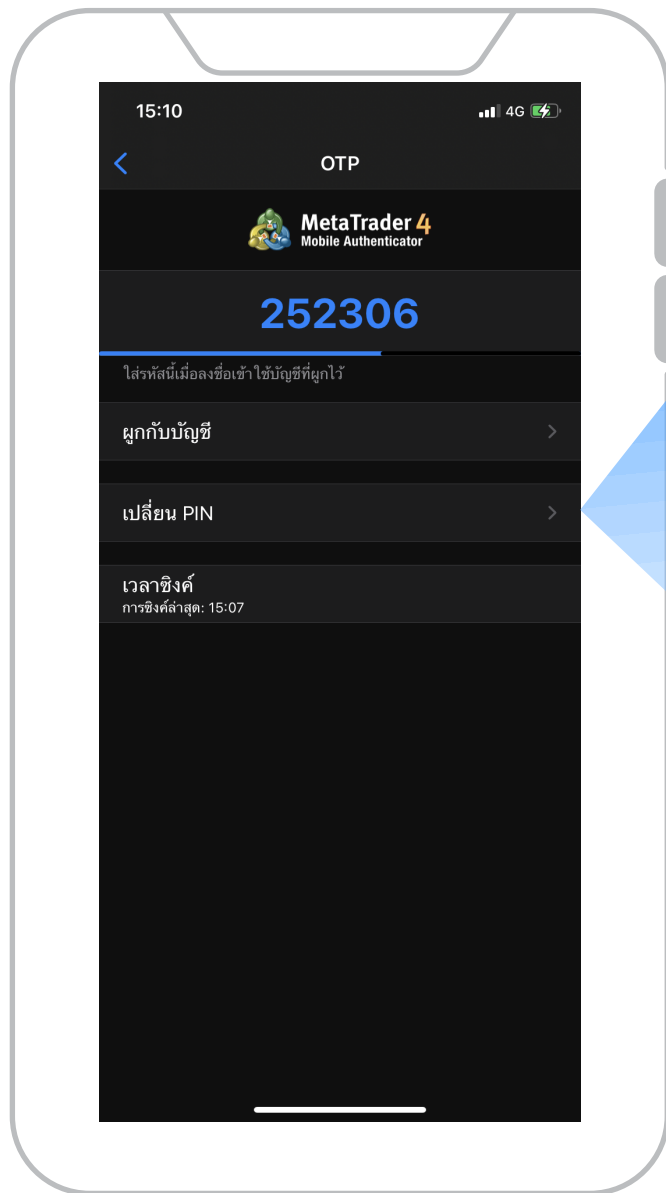 15:10 4G
OTP
MetaTrader 4
Mobile Authenticator
252306
ใส่รหัสนี้เมื่อลงชื่อเข้าใช้บัญชีที่ผูกไว้
ผูกกับบัญชี
เปลี่ยน PIN
เวลาซิงค์
การซิงค์ล่าสุด: 15:07